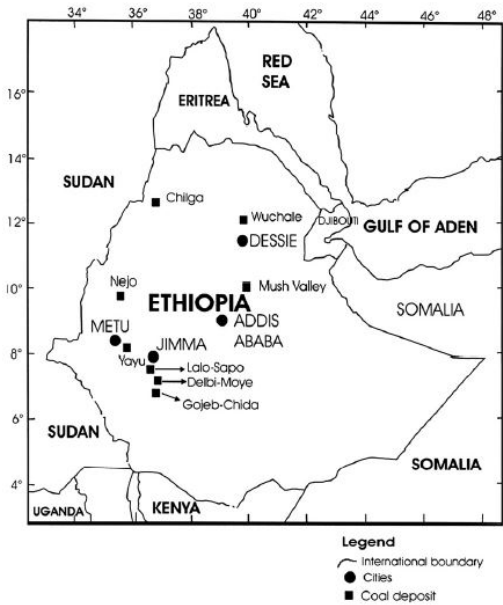 34° 36° 38° 40° 42° 44° 46° 48°
16°
14°
12°
10°
8°
6°
4°
RED
SEA
ERITREA
SUDAN
Chilga
Wuchale
DESSIE
DJIBOUTI
GULF OF ADEN
Nejo
Mush Valley
ETHIOPIA
SOMALIA
METU
ADDIS
ABABA
JIMMA
Yayu
Lalo-Sapo
Delbi-Moye
Gojeb-Chida
SUDAN
SOMALIA
UGANDA
KENYA
Legend
International boundary
Cities
Coal deposit